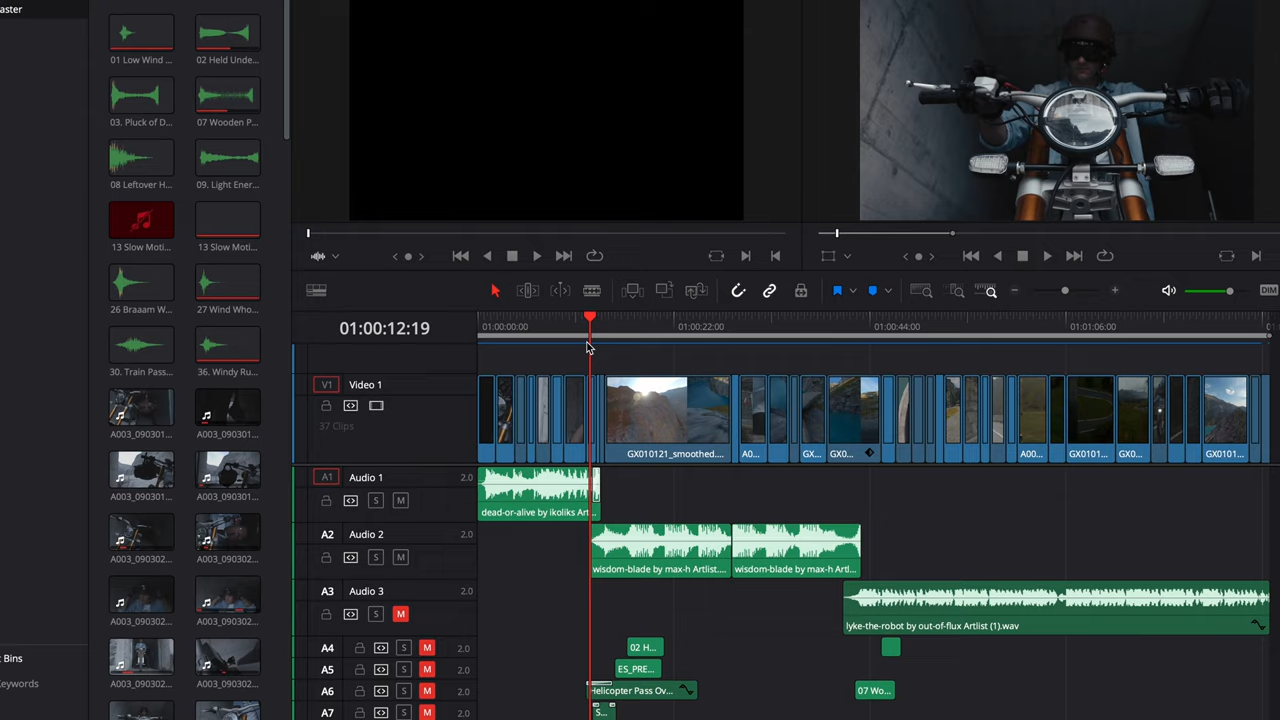 aster
01 Low Wind ...
02 Held Unde...
03. Pluck of D...
07 Wooden P...
08 Leftover H...
09. Light Ener...
13 Slow Moti...
13 Slow Moti...
26 Braaam W...
27 Wind Who...
30. Train Pass...
36. Windy Ru...
A003_090301...
A003_090301...
A003_090301...
A003_090301...
A003_090302...
A003_090302...
A003_090302...
A003_090302...
A003_090302...
A003_090302...
t Bins
Keywords
DIM
01:00:12:19
01:00:00:00
01:00:22:00
01:00:44:00
01:01:06:00
V1 Video 1
37 Clips
GX010121_smoothed....
A0...
GX...
GX0...
A00...
GX0101...
GX0...
GX0101...
A1 Audio 1 2.0
S M
dead-or-alive by ikoliks Art...
A2 Audio 2 2.0
S M
wisdom-blade by max-h Artlist....
wisdom-blade by max-h Artl...
A3 Audio 3 2.0
S M
lyke-the-robot by out-of-flux Artlist (1).wav
A4 S M 2.0
02 H...
A5 S M 2.0
ES_PRE...
A6 S M 2.0
Helicopter Pass Ov...
07 Wo...
A7 S M 2.0
S...